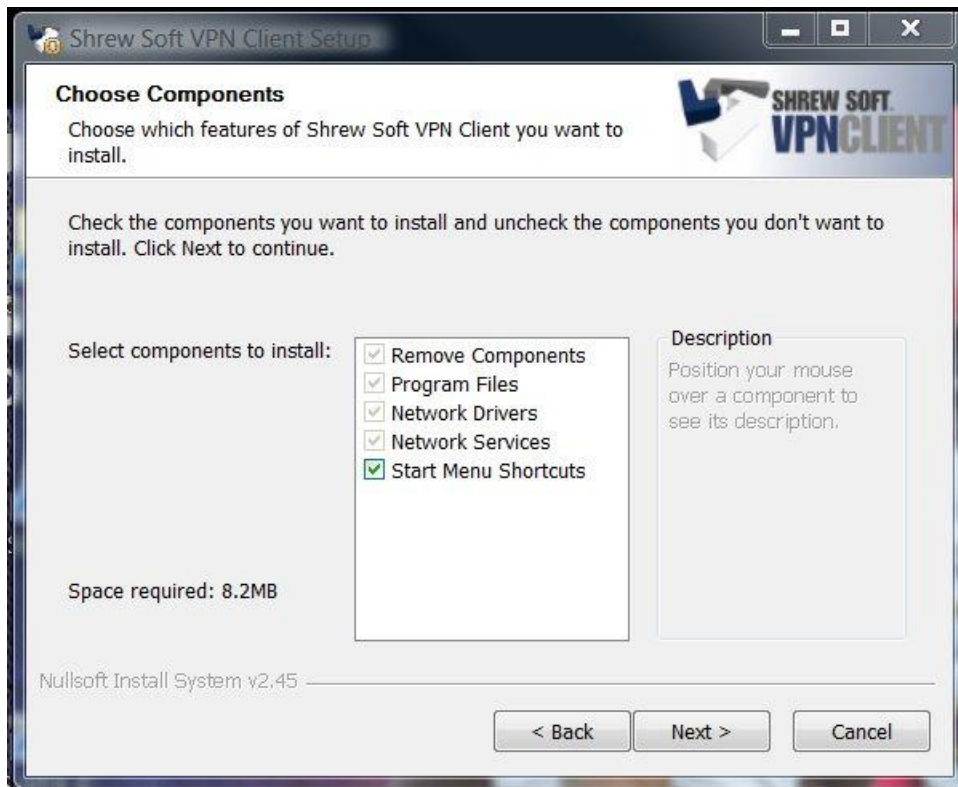 Shrew Soft VPN Client Setup
Choose Components
Choose which features of Shrew Soft VPN Client you want to
install.
SHREW SOFT
VPNCLIENT
Check the components you want to install and uncheck the components you don't want to
install. Click Next to continue.
Select components to install:
Remove Components
Program Files
Network Drivers
Network Services
Start Menu Shortcuts
Description
Position your mouse
over a component to
see its description.
Space required: 8.2MB
Nullsoft Install System v2.45
< Back
Next >
Cancel